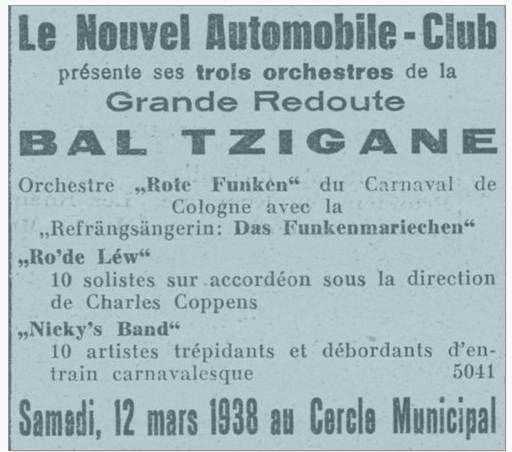 Le Nouvel Automobile-Club
présente ses trois orchestres de la
Grande Redoute
BAL TZIGANE
Orchestre „Rote Funken“ du Carnaval de
Cologne avec la
„Refrängsängerin: Das Funkenmariechen“
„Ro'de Léw“
10 solistes sur accordéon sous la direction
de Charles Coppens
„Nicky's Band“
10 artistes trépidants et débordants d'en-
train carnavalesque 5041
Samedi, 12 mars 1938 au Cercle Municipal